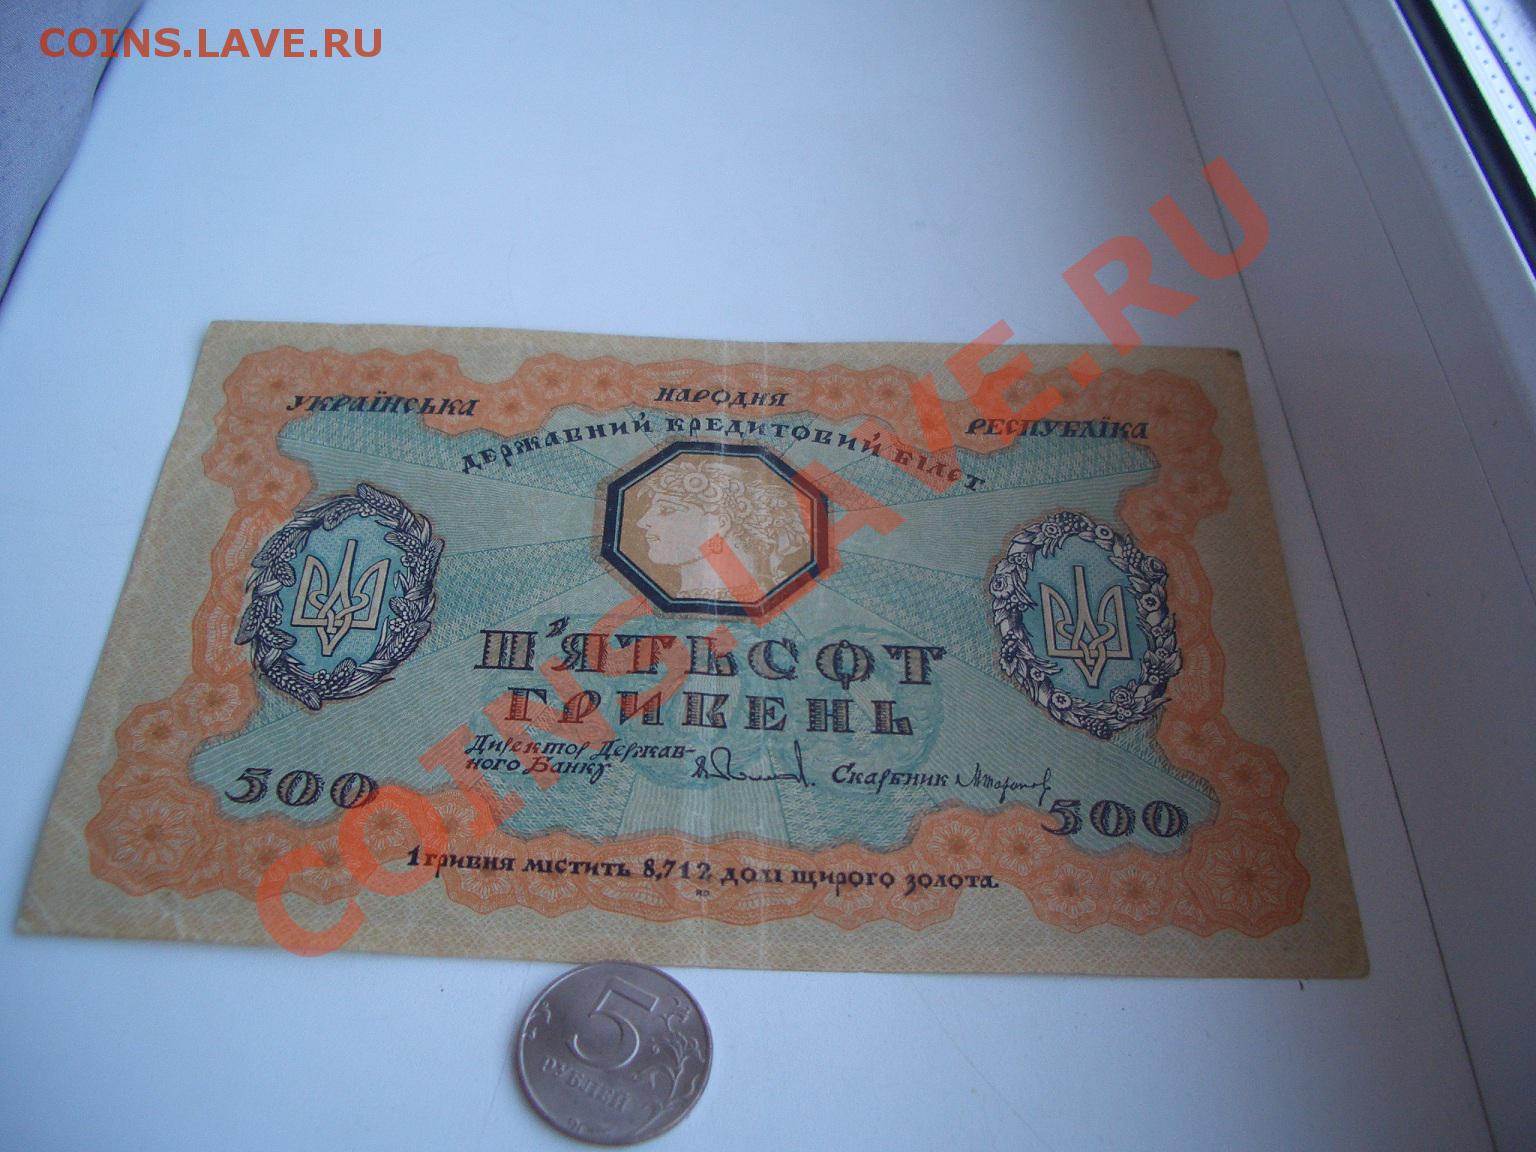 COINS.LAVE.RU
УКРАЇНСЬКА НАРОДНЯ РЕСПУБЛІКА
ДЕРЖАВНИЙ КРЕДИТОВИЙ БІЛЄТ
COINS.LAVE.RU
П'ЯТЬСОТ
ГРИВЕНЬ
Директор Держав-
ного Банку Скарбник
500 500
1 гривня містить 8,712 долі щирого золота.
5
РУБЛЕЙ